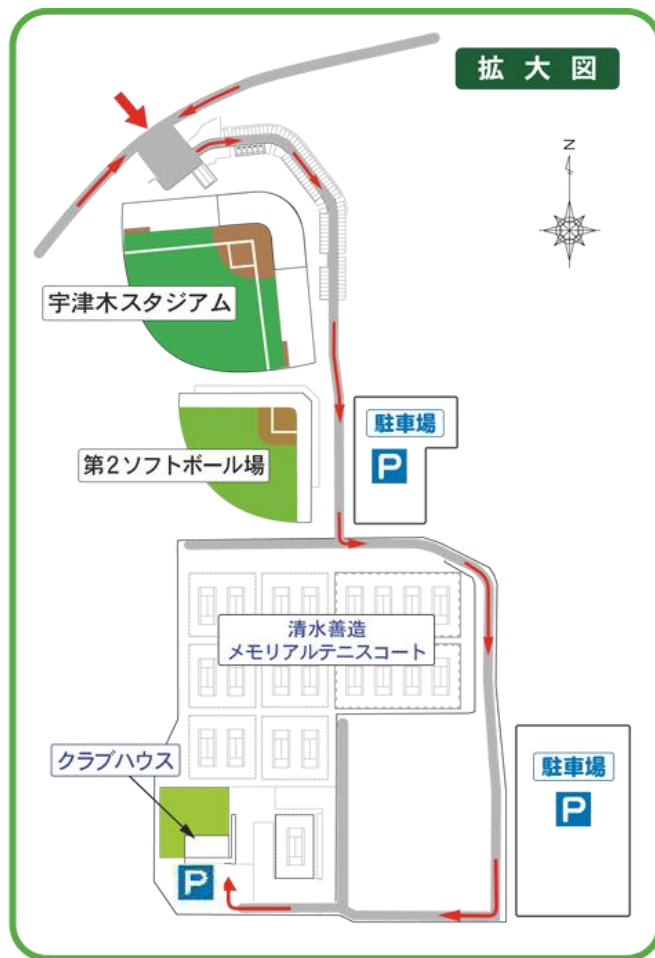 拡大図
N
宇津木スタジアム
駐車場
P
第2ソフトボール場
清水善造
メモリアルテニスコート
クラブハウス
駐車場
P
P